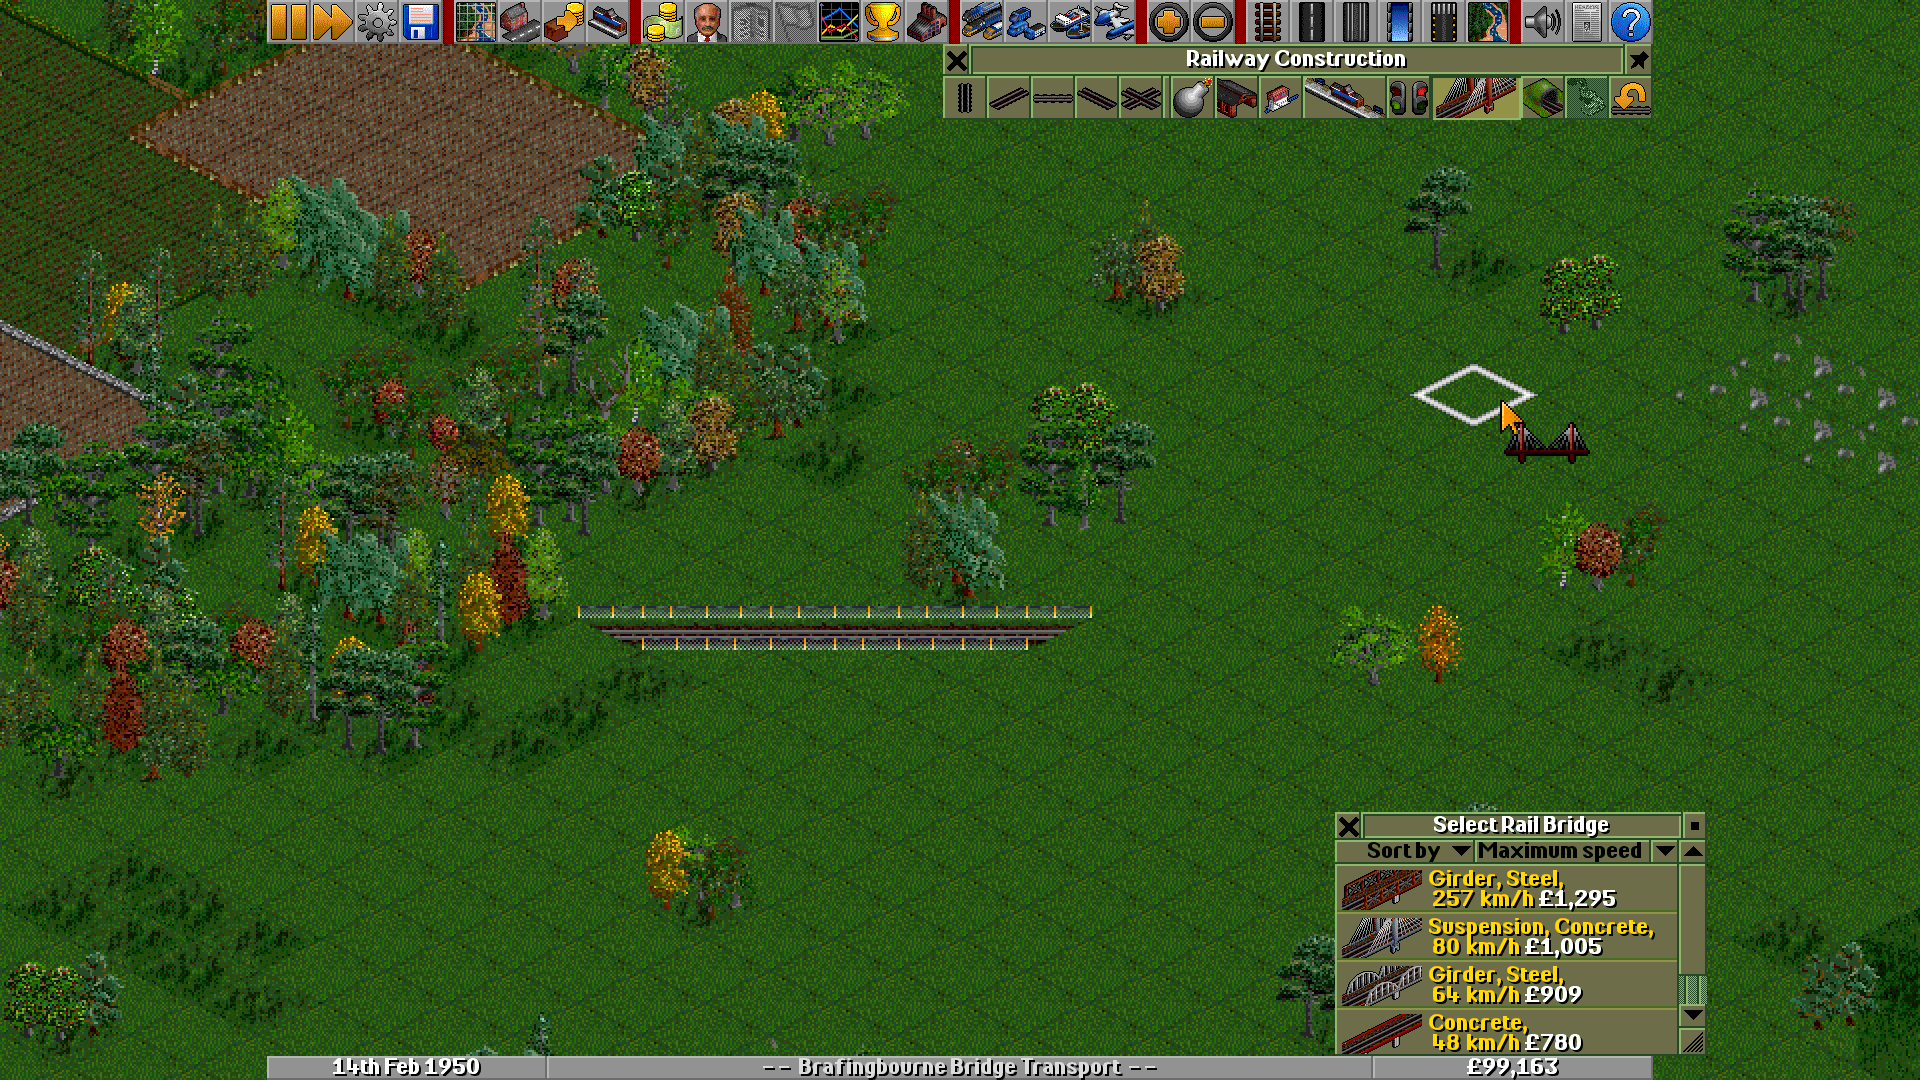 Railway Construction
Select Rail Bridge
Sort by Maximum speed
Girder, Steel,
257 km/h £1,295
Suspension, Concrete,
80 km/h £1,005
Girder, Steel,
64 km/h £909
Concrete,
48 km/h £780
14th Feb 1950
-- Brafingbourne Bridge Transport --
£99,163